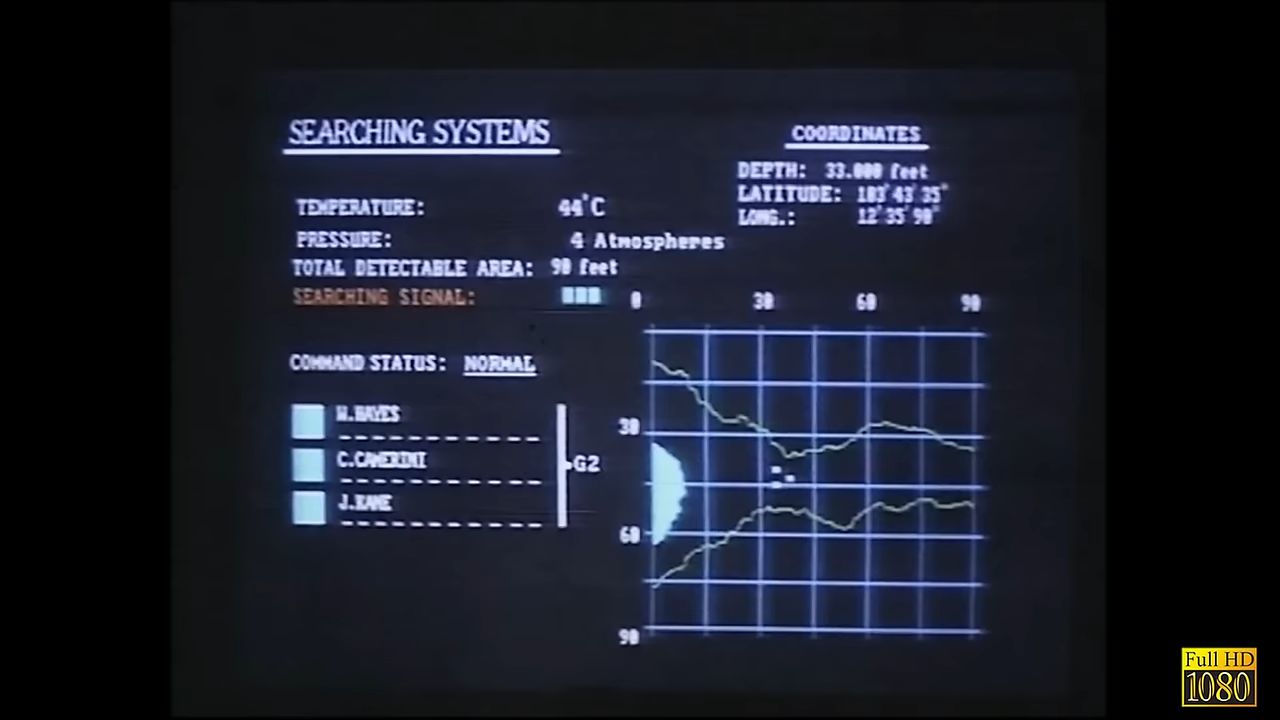 SEARCHING SYSTEMS
COORDINATES
DEPTH: 33.000 feet
LATITUDE: 103°43'35"
LONG.: 12°35'90"
TEMPERATURE: 44°C
PRESSURE: 4 Atmospheres
TOTAL DETECTABLE AREA: 90 feet
SEARCHING SIGNAL:
0 30 60 90
COMMAND STATUS: NORMAL
W.HAYES
C.CAMERINI
J.KANE
G2
30
60
90
Full HD
1080